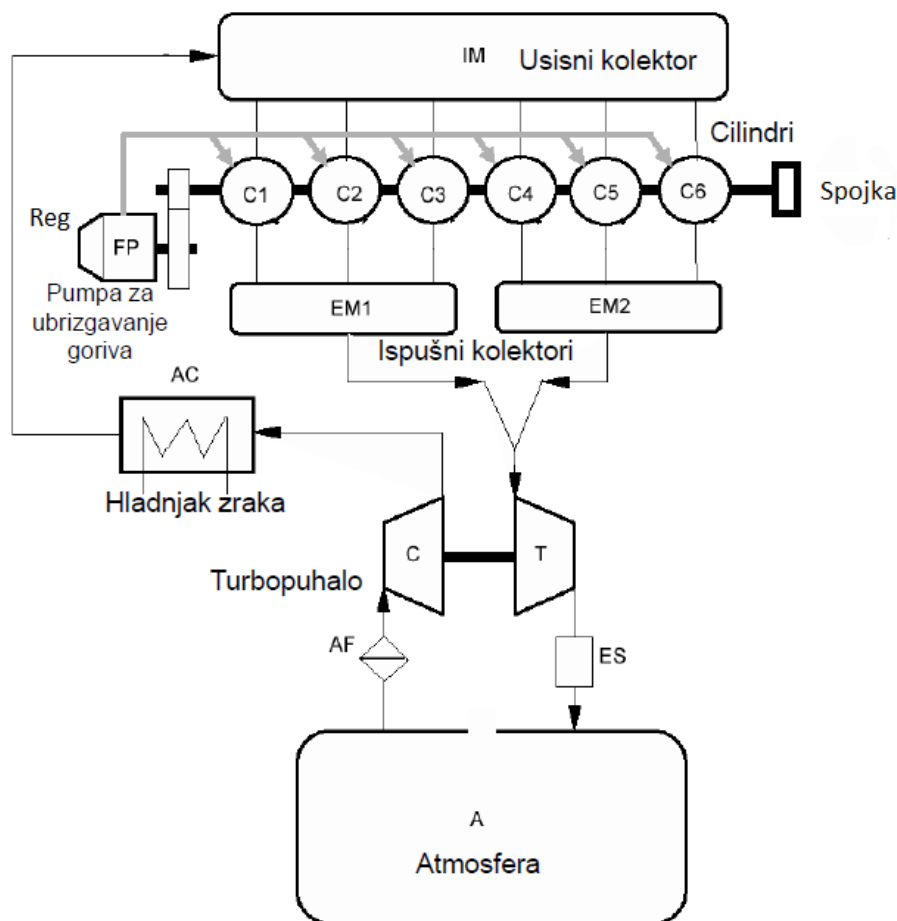 IM Usisni kolektor
Cilindri
C1 C2 C3 C4 C5 C6
Spojka
Reg
FP
Pumpa za
ubrizgavanje
goriva
EM1
EM2
Ispušni kolektori
AC
Hladnjak zraka
C
T
Turbopuhalo
AF
ES
A
Atmosfera